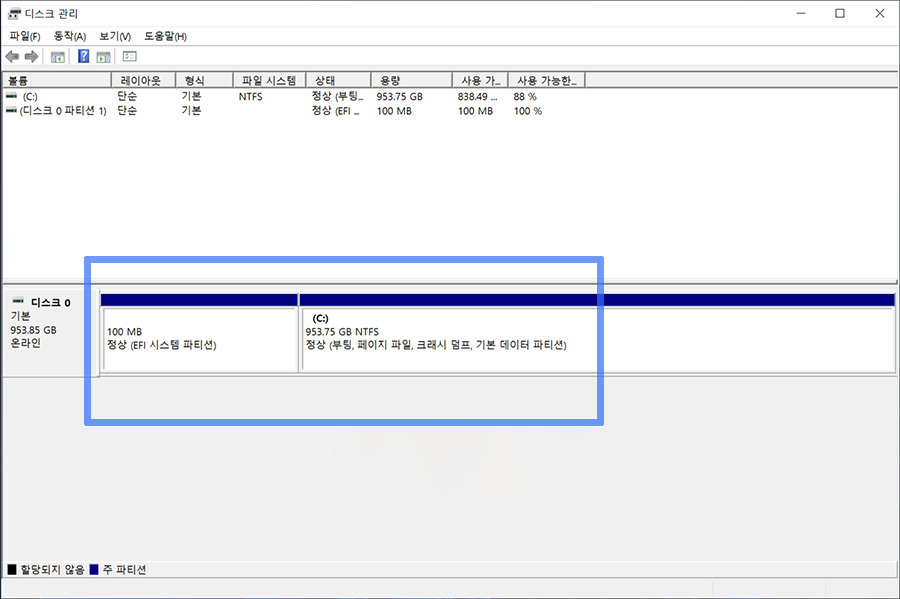 디스크 관리
파일(F) 동작(A) 보기(V) 도움말(H)
볼륨 레이아웃 형식 파일 시스템 상태 용량 사용 가... 사용 가능한...
(C:) 단순 기본 NTFS 정상 (부팅... 953.75 GB 838.49 ... 88 %
(디스크 0 파티션 1) 단순 기본 정상 (EFI ... 100 MB 100 MB 100 %
디스크 0
기본
953.85 GB
온라인
100 MB
정상 (EFI 시스템 파티션)
(C:)
953.75 GB NTFS
정상 (부팅, 페이지 파일, 크래시 덤프, 기본 데이터 파티션)
할당되지 않음 주 파티션